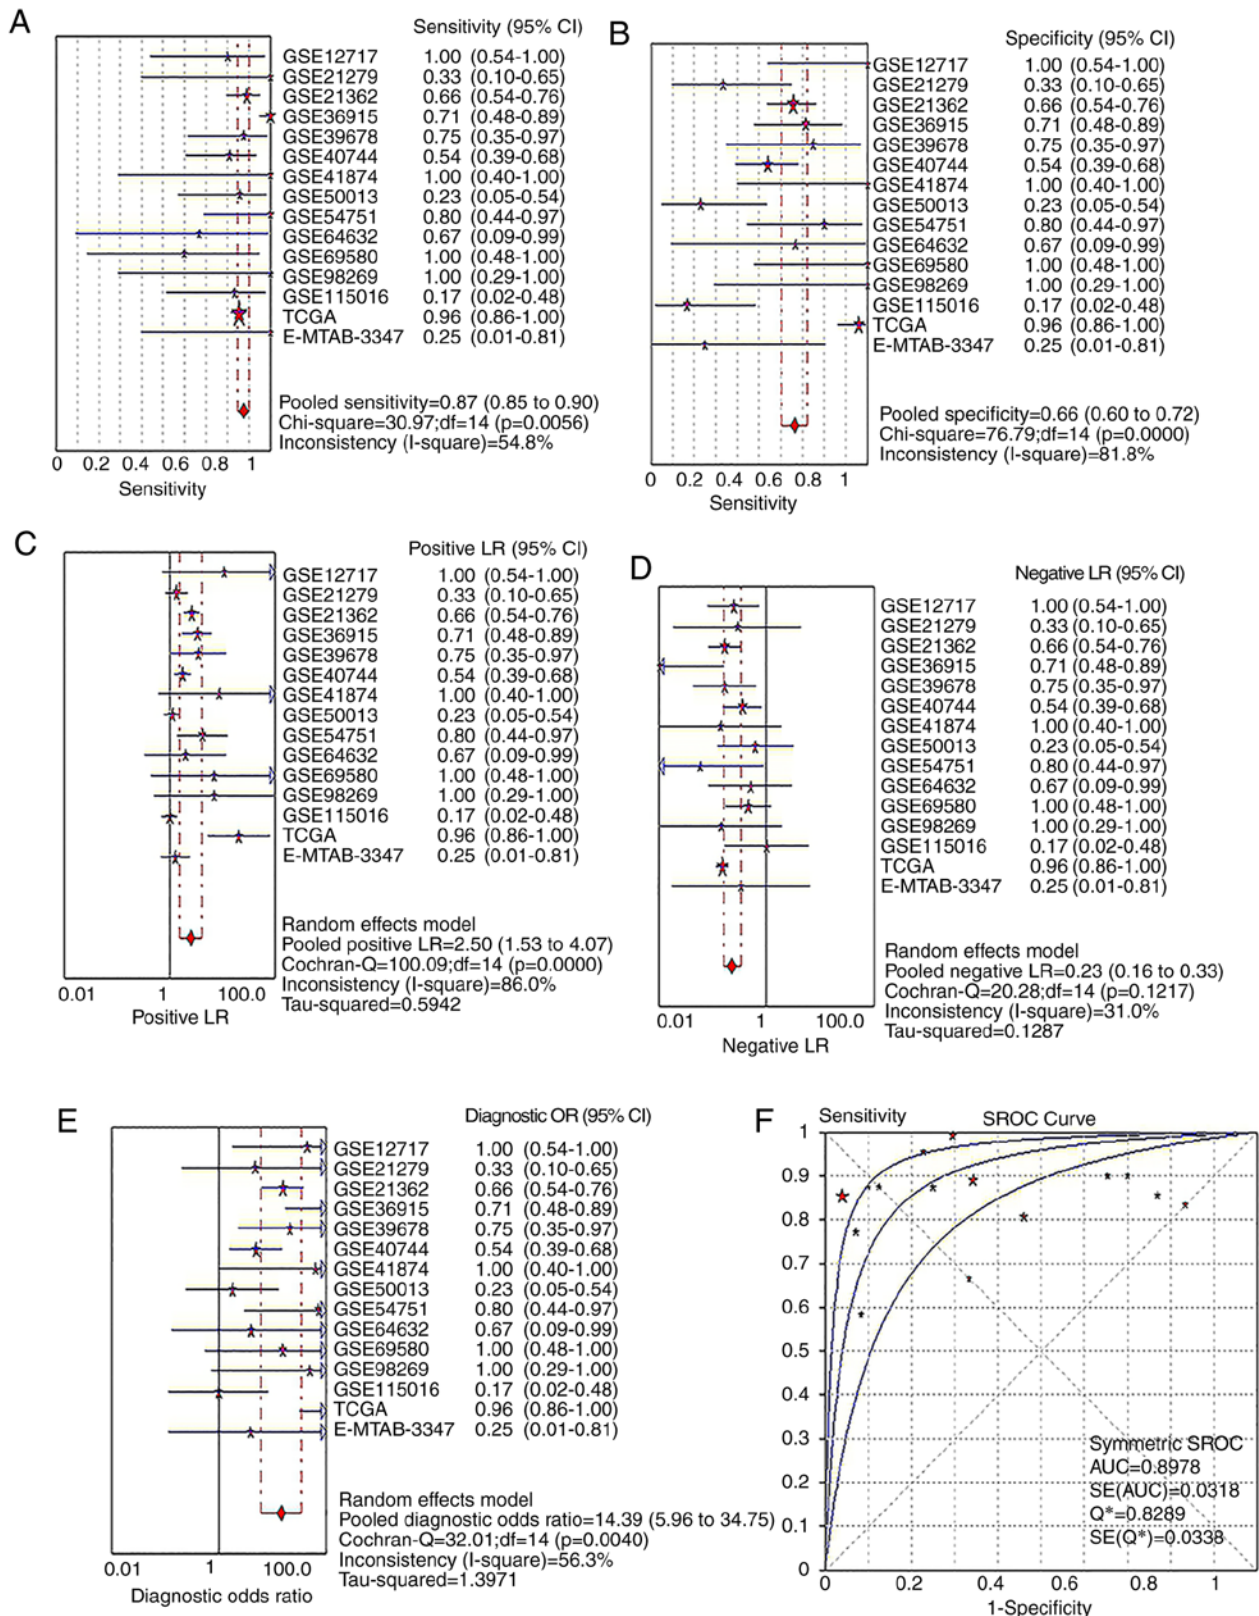 A
Sensitivity (95% CI)
GSE12717 1.00 (0.54-1.00)
GSE21279 0.33 (0.10-0.65)
GSE21362 0.66 (0.54-0.76)
GSE36915 0.71 (0.48-0.89)
GSE39678 0.75 (0.35-0.97)
GSE40744 0.54 (0.39-0.68)
GSE41874 1.00 (0.40-1.00)
GSE50013 0.23 (0.05-0.54)
GSE54751 0.80 (0.44-0.97)
GSE64632 0.67 (0.09-0.99)
GSE69580 1.00 (0.48-1.00)
GSE98269 1.00 (0.29-1.00)
GSE115016 0.17 (0.02-0.48)
TCGA 0.96 (0.86-1.00)
E-MTAB-3347 0.25 (0.01-0.81)
Pooled sensitivity=0.87 (0.85 to 0.90)
Chi-square=30.97;df=14 (p=0.0056)
Inconsistency (I-square)=54.8%
0 0.2 0.4 0.6 0.8 1
Sensitivity
B
Specificity (95% CI)
GSE12717 1.00 (0.54-1.00)
GSE21279 0.33 (0.10-0.65)
GSE21362 0.66 (0.54-0.76)
GSE36915 0.71 (0.48-0.89)
GSE39678 0.75 (0.35-0.97)
GSE40744 0.54 (0.39-0.68)
GSE41874 1.00 (0.40-1.00)
GSE50013 0.23 (0.05-0.54)
GSE54751 0.80 (0.44-0.97)
GSE64632 0.67 (0.09-0.99)
GSE69580 1.00 (0.48-1.00)
GSE98269 1.00 (0.29-1.00)
GSE115016 0.17 (0.02-0.48)
TCGA 0.96 (0.86-1.00)
E-MTAB-3347 0.25 (0.01-0.81)
Pooled specificity=0.66 (0.60 to 0.72)
Chi-square=76.79;df=14 (p=0.0000)
Inconsistency (I-square)=81.8%
0 0.2 0.4 0.6 0.8 1
Sensitivity
C
Positive LR (95% CI)
GSE12717 1.00 (0.54-1.00)
GSE21279 0.33 (0.10-0.65)
GSE21362 0.66 (0.54-0.76)
GSE36915 0.71 (0.48-0.89)
GSE39678 0.75 (0.35-0.97)
GSE40744 0.54 (0.39-0.68)
GSE41874 1.00 (0.40-1.00)
GSE50013 0.23 (0.05-0.54)
GSE54751 0.80 (0.44-0.97)
GSE64632 0.67 (0.09-0.99)
GSE69580 1.00 (0.48-1.00)
GSE98269 1.00 (0.29-1.00)
GSE115016 0.17 (0.02-0.48)
TCGA 0.96 (0.86-1.00)
E-MTAB-3347 0.25 (0.01-0.81)
Random effects model
Pooled positive LR=2.50 (1.53 to 4.07)
Cochran-Q=100.09;df=14 (p=0.0000)
Inconsistency (I-square)=86.0%
Tau-squared=0.5942
0.01 1 100.0
Positive LR
D
Negative LR (95% CI)
GSE12717 1.00 (0.54-1.00)
GSE21279 0.33 (0.10-0.65)
GSE21362 0.66 (0.54-0.76)
GSE36915 0.71 (0.48-0.89)
GSE39678 0.75 (0.35-0.97)
GSE40744 0.54 (0.39-0.68)
GSE41874 1.00 (0.40-1.00)
GSE50013 0.23 (0.05-0.54)
GSE54751 0.80 (0.44-0.97)
GSE64632 0.67 (0.09-0.99)
GSE69580 1.00 (0.48-1.00)
GSE98269 1.00 (0.29-1.00)
GSE115016 0.17 (0.02-0.48)
TCGA 0.96 (0.86-1.00)
E-MTAB-3347 0.25 (0.01-0.81)
Random effects model
Pooled negative LR=0.23 (0.16 to 0.33)
Cochran-Q=20.28;df=14 (p=0.1217)
Inconsistency (I-square)=31.0%
Tau-squared=0.1287
0.01 1 100.0
Negative LR
E
Diagnostic OR (95% CI)
GSE12717 1.00 (0.54-1.00)
GSE21279 0.33 (0.10-0.65)
GSE21362 0.66 (0.54-0.76)
GSE36915 0.71 (0.48-0.89)
GSE39678 0.75 (0.35-0.97)
GSE40744 0.54 (0.39-0.68)
GSE41874 1.00 (0.40-1.00)
GSE50013 0.23 (0.05-0.54)
GSE54751 0.80 (0.44-0.97)
GSE64632 0.67 (0.09-0.99)
GSE69580 1.00 (0.48-1.00)
GSE98269 1.00 (0.29-1.00)
GSE115016 0.17 (0.02-0.48)
TCGA 0.96 (0.86-1.00)
E-MTAB-3347 0.25 (0.01-0.81)
Random effects model
Pooled diagnostic odds ratio=14.39 (5.96 to 34.75)
Cochran-Q=32.01;df=14 (p=0.0040)
Inconsistency (I-square)=56.3%
Tau-squared=1.3971
0.01 1 100.0
Diagnostic odds ratio
F
Sensitivity
SROC Curve
1
0.9
0.8
0.7
0.6
0.5
0.4
0.3
0.2
0.1
0
Symmetric SROC
AUC=0.8978
SE(AUC)=0.0318
Q*=0.8289
SE(Q*)=0.0338
0 0.2 0.4 0.6 0.8 1
1-Specificity